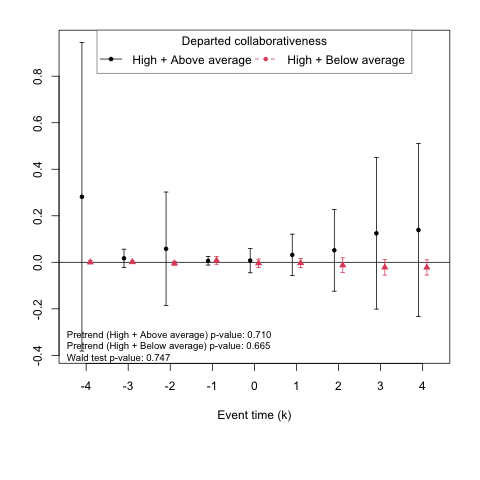 Departed collaborativeness
High + Above average High + Below average
0.8
0.6
0.4
0.2
0.0
-0.2
-0.4
Pretrend (High + Above average) p-value: 0.710
Pretrend (High + Below average) p-value: 0.665
Wald test p-value: 0.747
-4 -3 -2 -1 0 1 2 3 4
Event time (k)